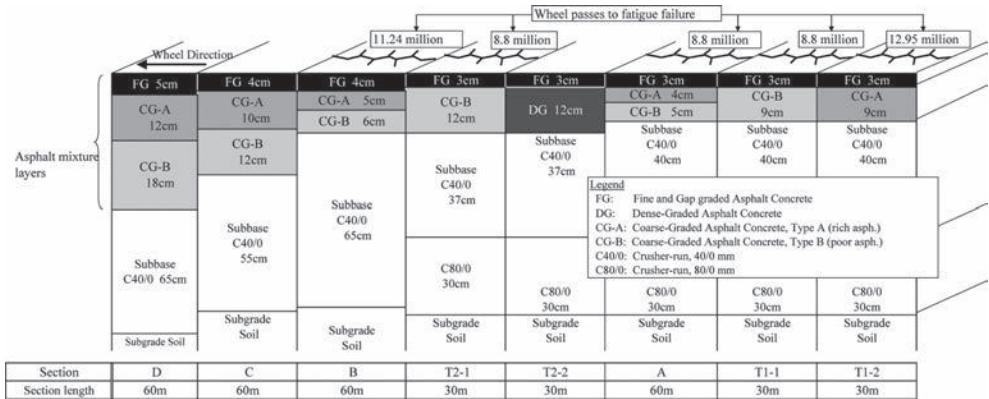 Wheel passes to fatigue failure
11.24 million
8.8 million
8.8 million
8.8 million
12.95 million
Wheel Direction
Asphalt mixture
layers
FG 5cm
CG-A
12cm
CG-B
18cm
Subbase
C40/0 65cm
Subgrade Soil
FG 4cm
CG-A
10cm
CG-B
12cm
Subbase
C40/0
55cm
Subgrade
Soil
FG 4cm
CG-A 5cm
CG-B 6cm
Subbase
C40/0
65cm
Subgrade
Soil
FG 3cm
CG-B
12cm
Subbase
C40/0
37cm
C80/0
30cm
Subgrade
Soil
FG 3cm
DG 12cm
Subbase
C40/0
37cm
C80/0
30cm
Subgrade
Soil
FG 3cm
CG-A 4cm
CG-B 5cm
Subbase
C40/0
40cm
C80/0
30cm
Subgrade
Soil
FG 3cm
CG-B
9cm
Subbase
C40/0
40cm
C80/0
30cm
Subgrade
Soil
FG 3cm
CG-A
9cm
Subbase
C40/0
40cm
C80/0
30cm
Subgrade
Soil
Legend
FG: Fine and Gap graded Asphalt Concrete
DG: Dense-Graded Asphalt Concrete
CG-A: Coarse-Graded Asphalt Concrete, Type A (rich asph.)
CG-B: Coarse-Graded Asphalt Concrete, Type B (poor asph.)
C40/0: Crusher-run, 40/0 mm
C80/0: Crusher-run, 80/0 mm
Section D C B T2-1 T2-2 A T1-1 T1-2
Section length 60m 60m 60m 30m 30m 60m 30m 30m